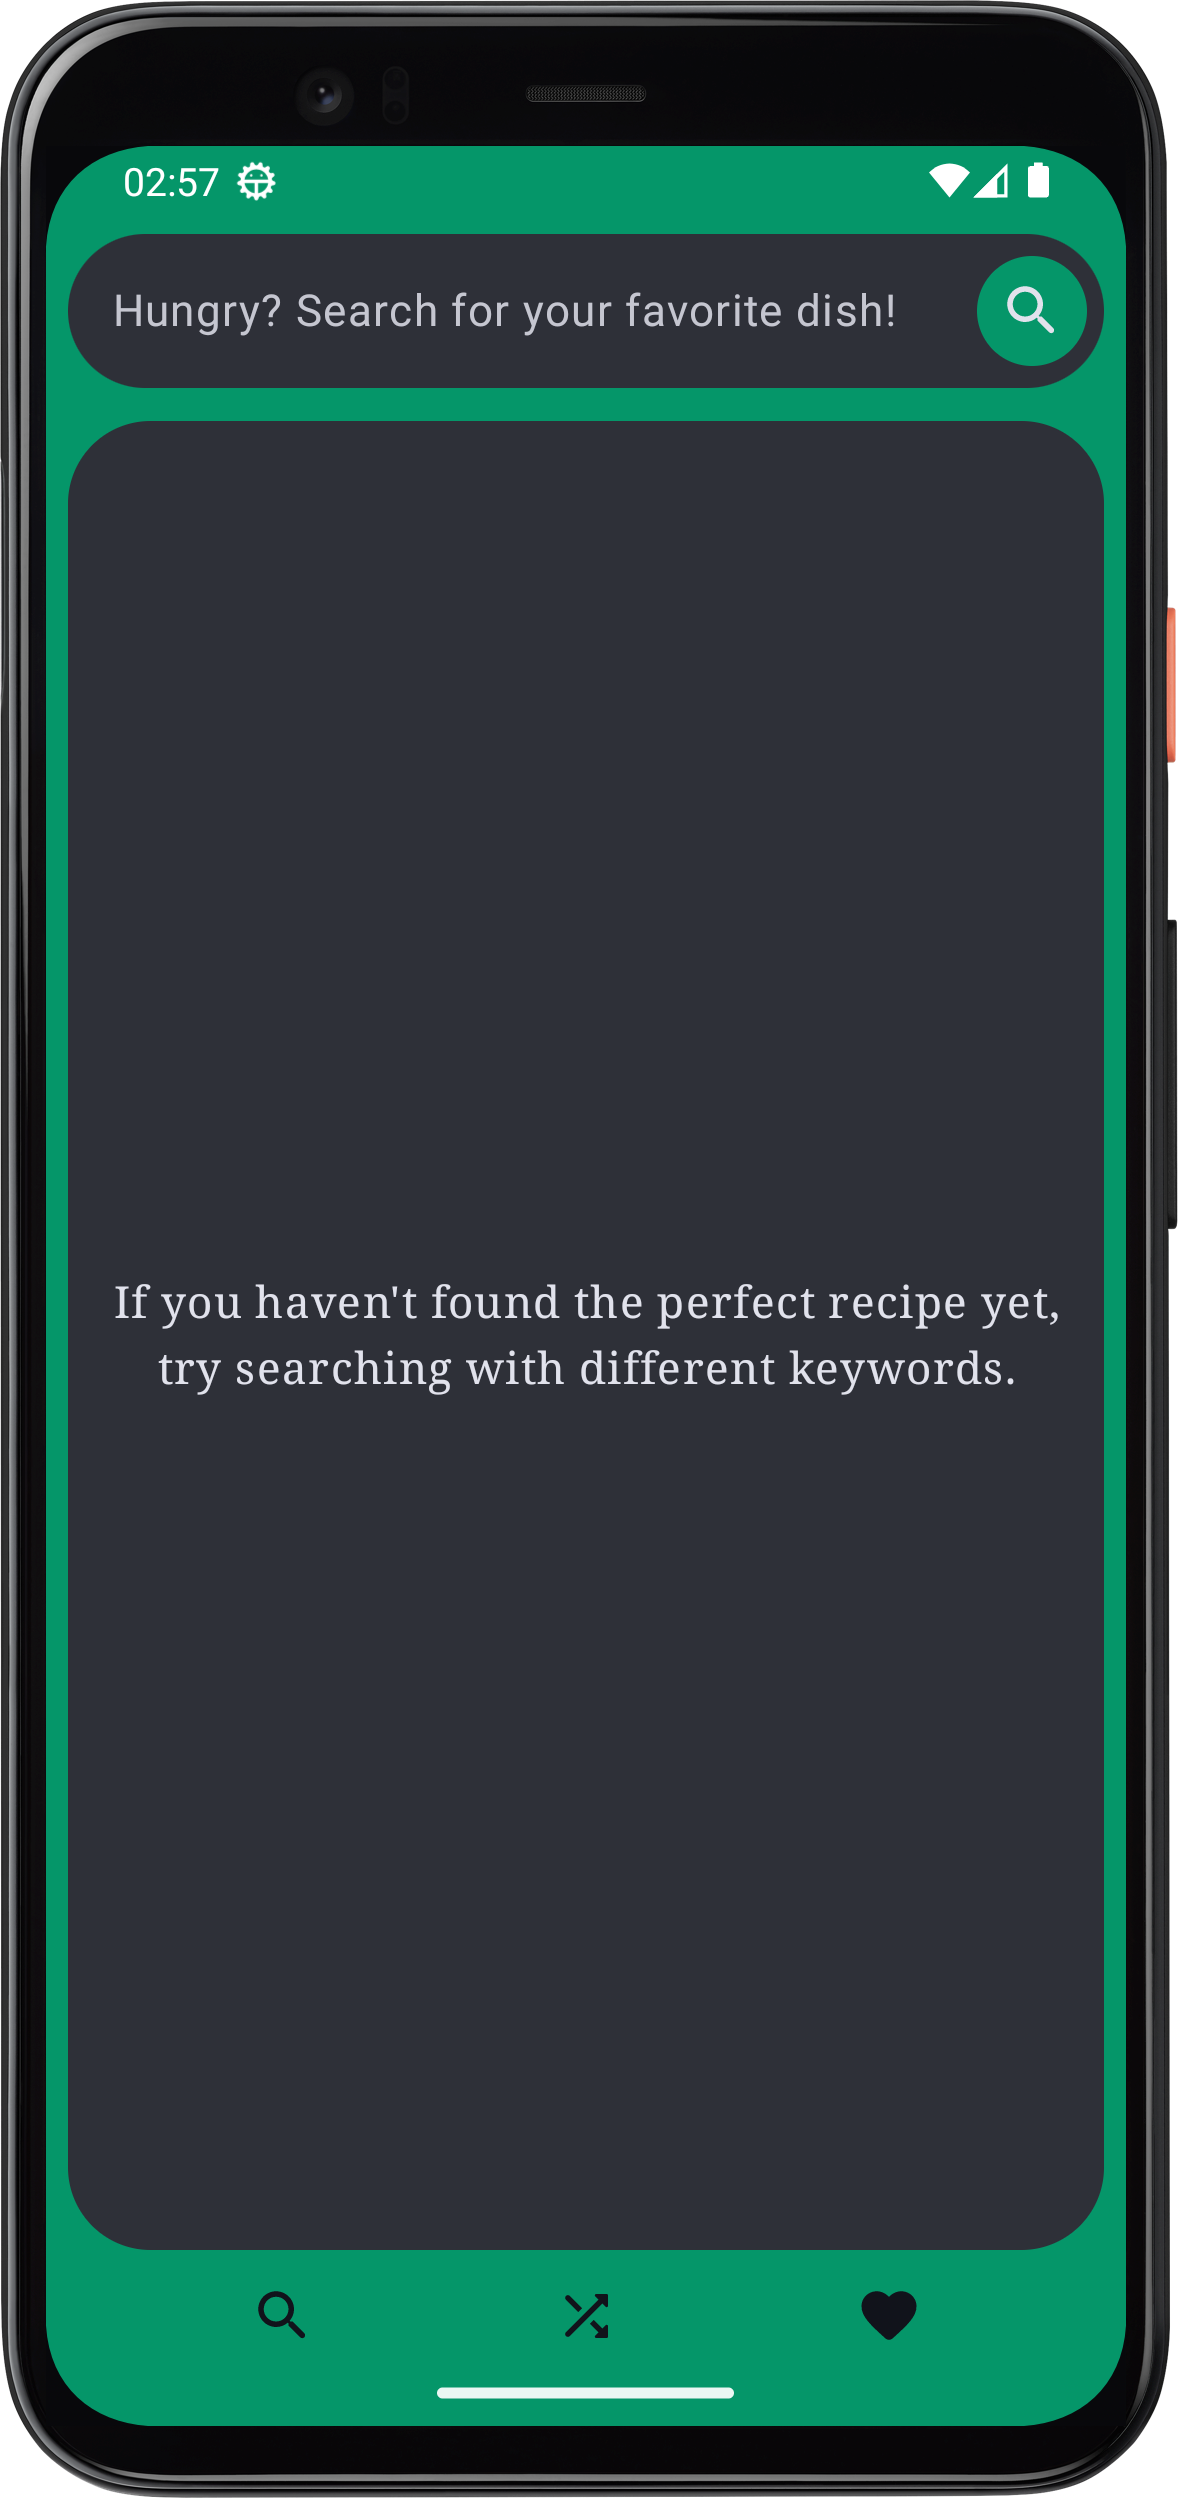 02:57
Hungry? Search for your favorite dish!
If you haven't found the perfect recipe yet,
try searching with different keywords.